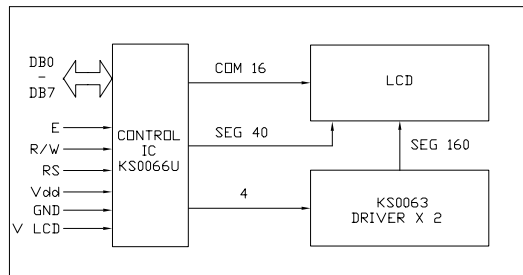 DB0
-
DB7
E
R/W
RS
Vdd
GND
V LCD
CONTROL
IC
KS0066U
COM 16
SEG 40
4
LCD
SEG 160
KS0063
DRIVER X 2